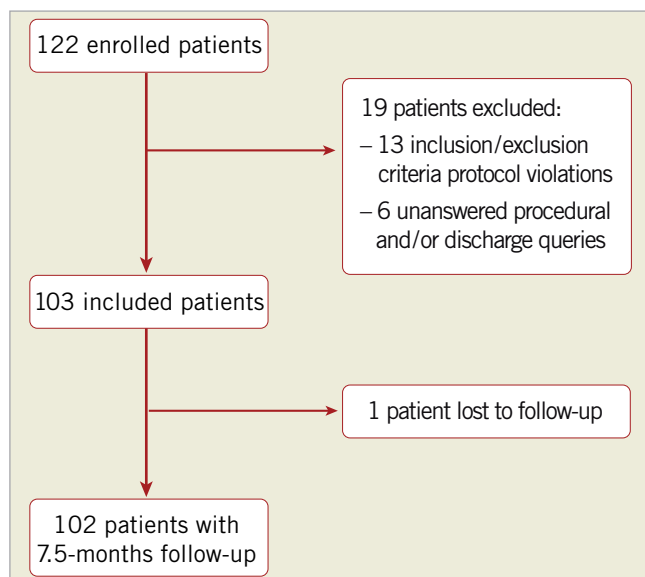 122 enrolled patients
19 patients excluded:
– 13 inclusion/exclusion
criteria protocol violations
– 6 unanswered procedural
and/or discharge queries
103 included patients
1 patient lost to follow-up
102 patients with
7.5-months follow-up